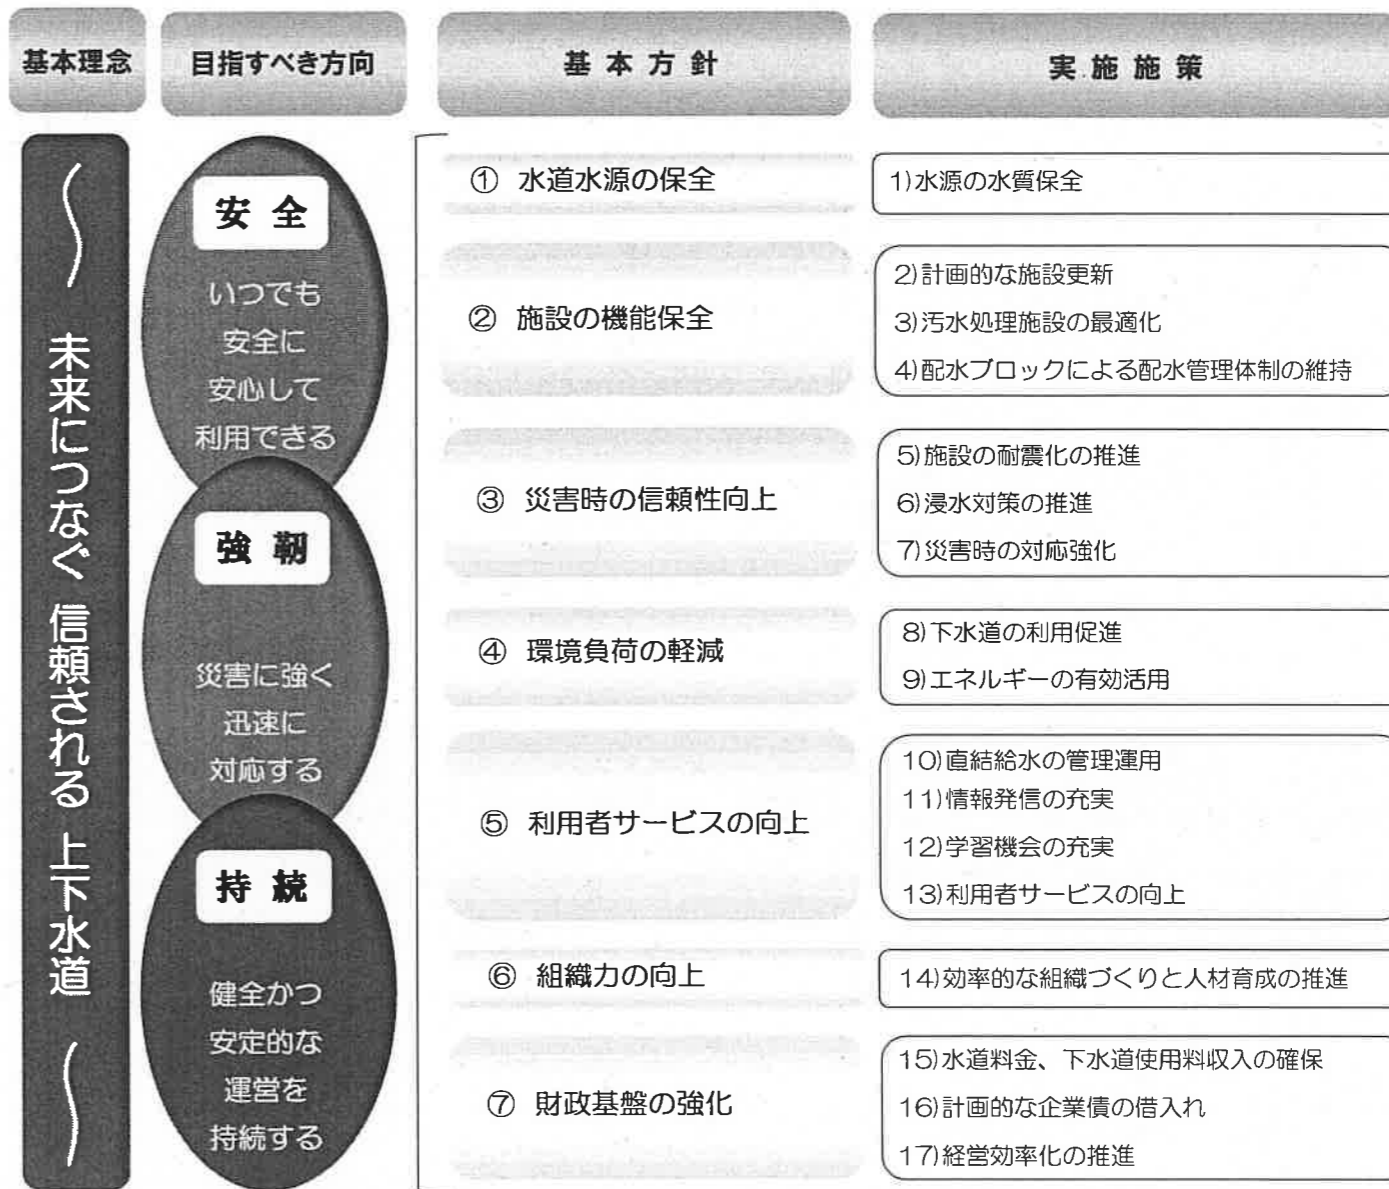 基本理念
目指すべき方向
基本方針
実施施策
～未来につなぐ 信頼される 上下水道～
安全
いつでも
安全に
安心して
利用できる
強靭
災害に強く
迅速に
対応する
持続
健全かつ
安定的な
運営を
持続する
① 水道水源の保全
1)水源の水質保全
② 施設の機能保全
2)計画的な施設更新
3)汚水処理施設の最適化
4)配水ブロックによる配水管理体制の維持
③ 災害時の信頼性向上
5)施設の耐震化の推進
6)浸水対策の推進
7)災害時の対応強化
④ 環境負荷の軽減
8)下水道の利用促進
9)エネルギーの有効活用
⑤ 利用者サービスの向上
10)直結給水の管理運用
11)情報発信の充実
12)学習機会の充実
13)利用者サービスの向上
⑥ 組織力の向上
14)効率的な組織づくりと人材育成の推進
⑦ 財政基盤の強化
15)水道料金、下水道使用料収入の確保
16)計画的な企業債の借入れ
17)経営効率化の推進